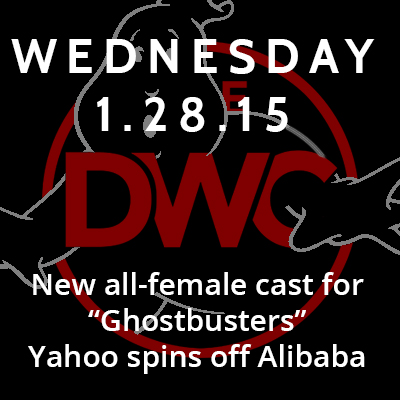 WEDNESDAY
1.28.15
E
DWC
New all-female cast for
“Ghostbusters”
Yahoo spins off Alibaba